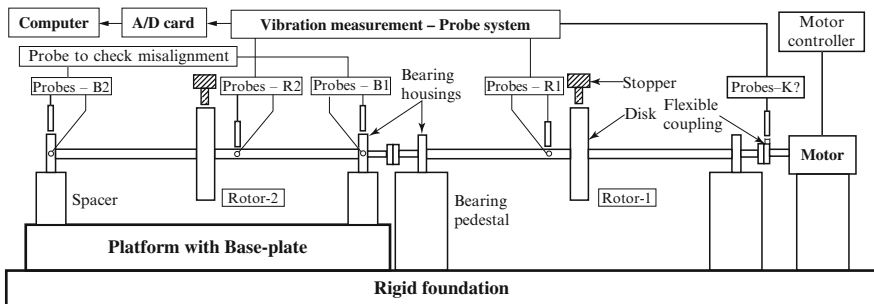 Computer
A/D card
Vibration measurement – Probe system
Motor
controller
Probe to check misalignment
Probes – B2
Probes – R2
Probes – B1
Bearing
housings
Probes – R1
Stopper
Disk
Flexible
coupling
Probes–K?
Motor
Spacer
Rotor-2
Bearing
pedestal
Rotor-1
Platform with Base-plate
Rigid foundation